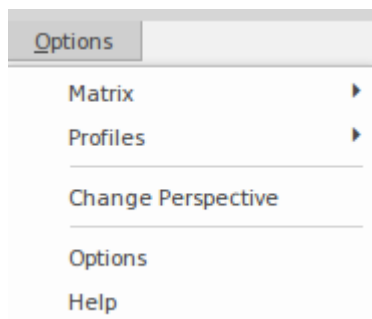 Options
Matrix
Profiles
Change Perspective
Options
Help